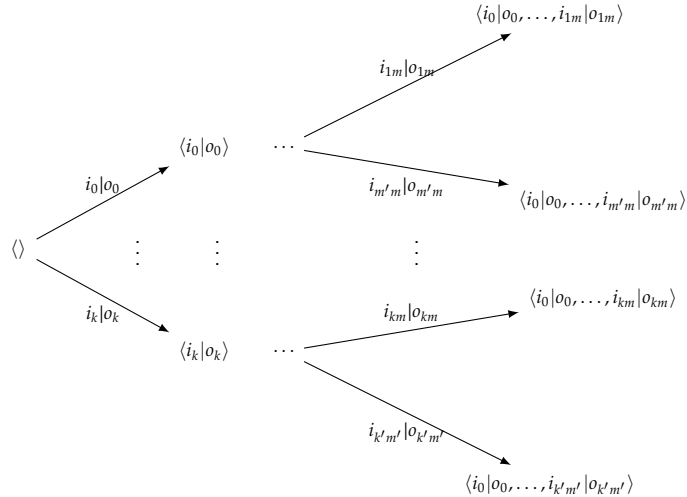 ⟨i₀|o₀, . . . , i₁ₘ|o₁ₘ⟩
i₁ₘ|o₁ₘ
⟨i₀|o₀⟩ ⋯
i₀|o₀
iₘ′ₘ|oₘ′ₘ
⟨i₀|o₀, . . . , iₘ′ₘ|oₘ′ₘ⟩
⟨⟩ ⋮ ⋮ ⋮
⟨i₀|o₀, . . . , iₖₘ|oₖₘ⟩
iₖ|oₖ
iₖₘ|oₖₘ
⟨iₖ|oₖ⟩ ⋯
iₖ′ₘ′|oₖ′ₘ′
⟨i₀|o₀, . . . , iₖ′ₘ′|oₖ′ₘ′⟩